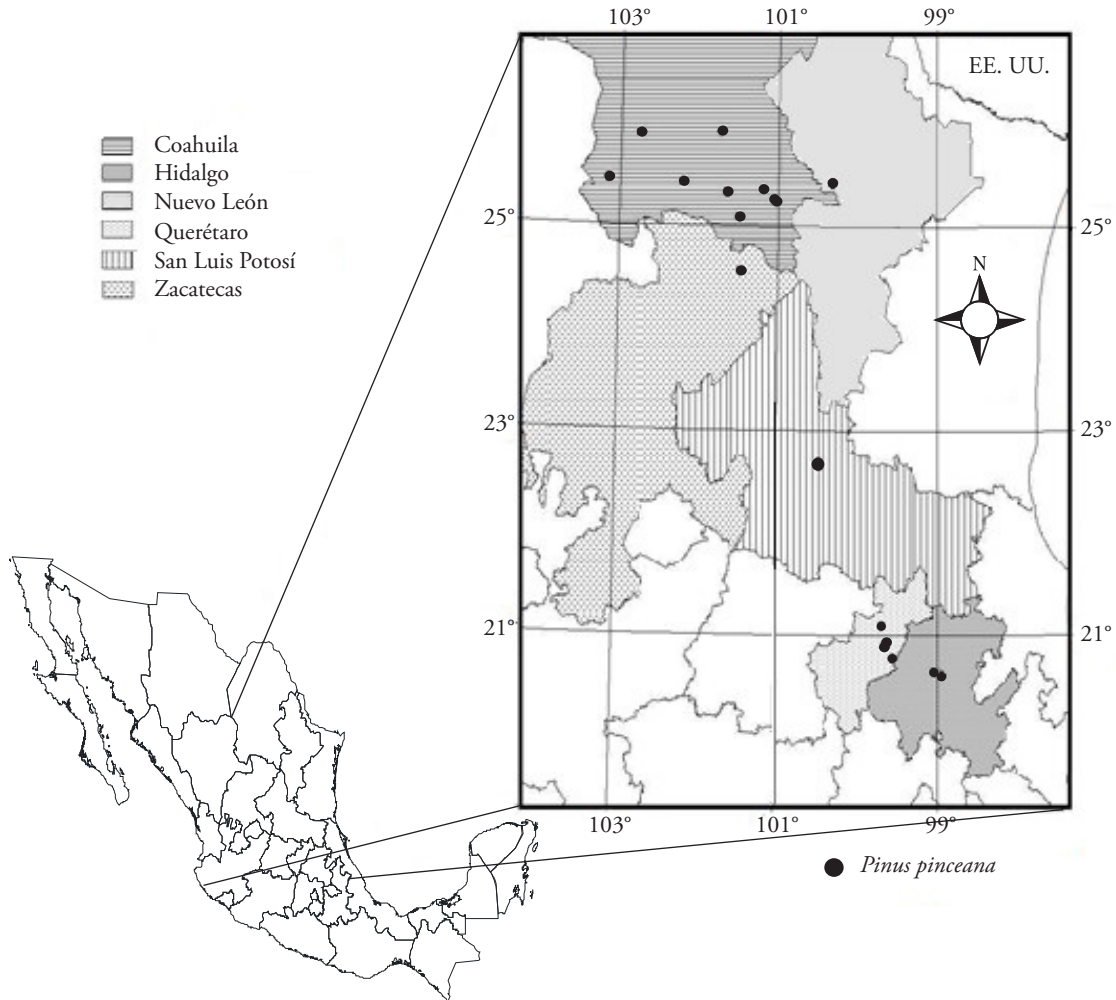 103°
101°
99°
EE. UU.
Coahuila
Hidalgo
Nuevo León
Querétaro
San Luis Potosí
Zacatecas
25°
25°
N
23°
23°
21°
21°
103°
101°
99°
Pinus pinceana